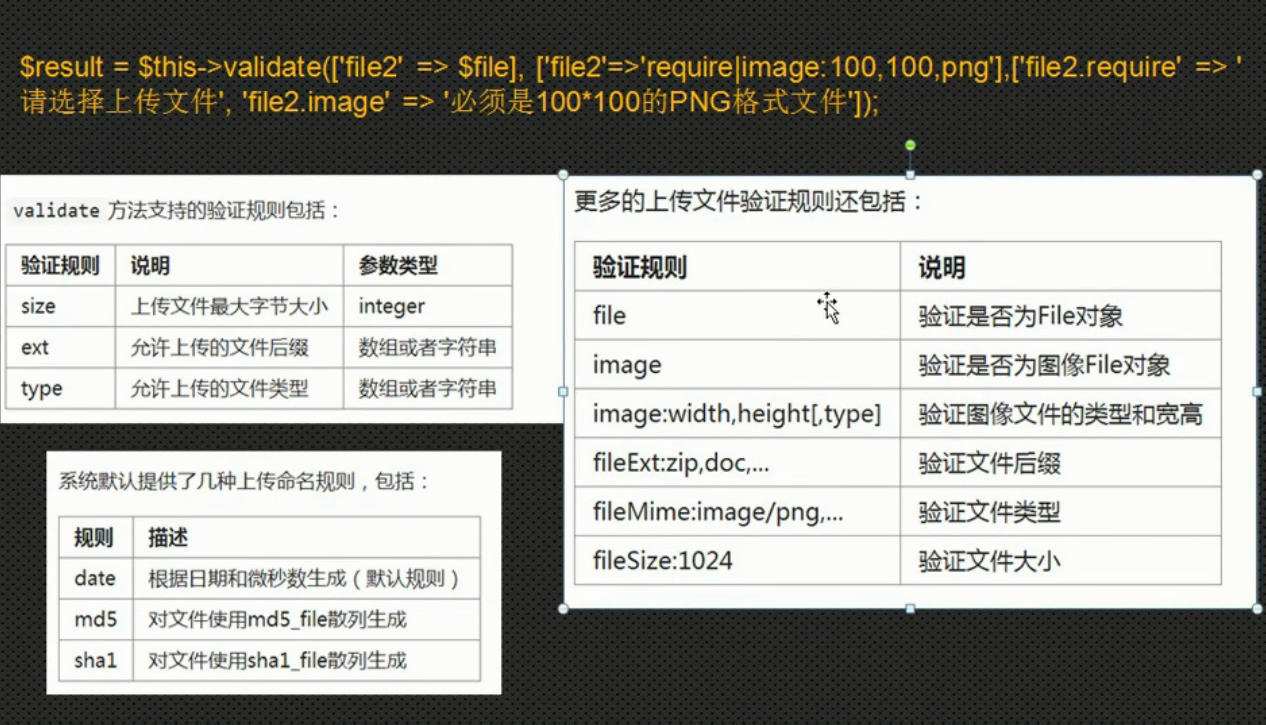 $result = $this->validate(['file2' => $file], ['file2'=>'require|image:100,100,png'],['file2.require' => '
请选择上传文件', 'file2.image' => '必须是100*100的PNG格式文件']);
validate 方法支持的验证规则包括：
验证规则 说明 参数类型
size 上传文件最大字节大小 integer
ext 允许上传的文件后缀 数组或者字符串
type 允许上传的文件类型 数组或者字符串
系统默认提供了几种上传命名规则，包括：
规则 描述
date 根据日期和微秒数生成（默认规则）
md5 对文件使用md5_file散列生成
sha1 对文件使用sha1_file散列生成
更多的上传文件验证规则还包括：
验证规则 说明
file 验证是否为File对象
image 验证是否为图像File对象
image:width,height[,type] 验证图像文件的类型和宽高
fileExt:zip,doc,... 验证文件后缀
fileMime:image/png,... 验证文件类型
fileSize:1024 验证文件大小